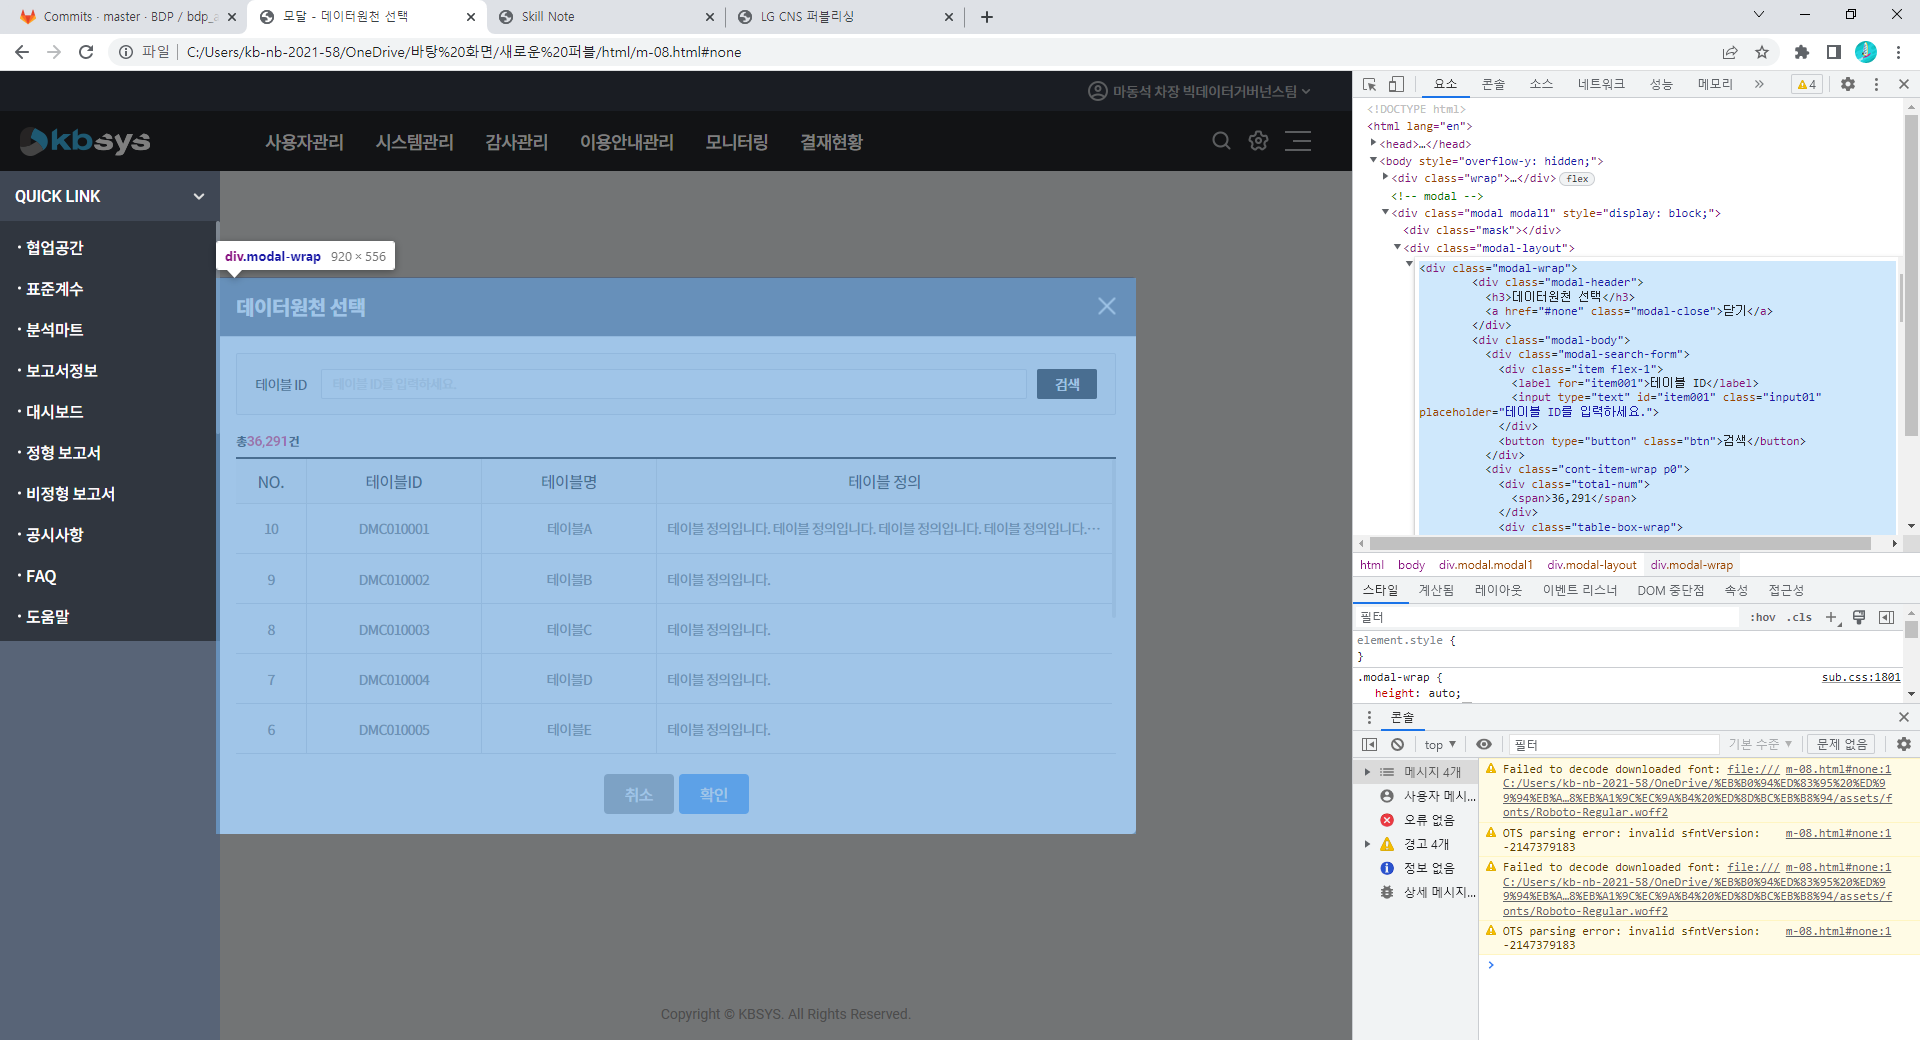 Commits · master · BDP / bdp_a
모달 - 데이터원천 선택
Skill Note
LG CNS 퍼블리싱
파일
C:/Users/kb-nb-2021-58/OneDrive/바탕%20화면/새로운%20퍼블/html/m-08.html#none
마동석 차장 빅데이터거버넌스팀
kbsys
사용자관리 시스템관리 감사관리 이용안내관리 모니터링 결재현황
QUICK LINK
· 협업공간
· 표준계수
· 분석마트
· 보고서정보
· 대시보드
· 정형 보고서
· 비정형 보고서
· 공시사항
· FAQ
· 도움말
div.modal-wrap 920 × 556
데이터원천 선택
테이블 ID
테이블 ID를 입력하세요.
검색
총36,291건
NO. 테이블ID 테이블명 테이블 정의
10 DMC010001 테이블A 테이블 정의입니다. 테이블 정의입니다. 테이블 정의입니다. 테이블 정의입니다.···
9 DMC010002 테이블B 테이블 정의입니다.
8 DMC010003 테이블C 테이블 정의입니다.
7 DMC010004 테이블D 테이블 정의입니다.
6 DMC010005 테이블E 테이블 정의입니다.
취소 확인
Copyright © KBSYS. All Rights Reserved.
요소 콘솔 소스 네트워크 성능 메모리 » 4
<!DOCTYPE html>
<html lang="en">
<head>…</head>
<body style="overflow-y: hidden;">
<div class="wrap">…</div> flex
<!-- modal -->
<div class="modal modal1" style="display: block;">
<div class="mask"></div>
<div class="modal-layout">
<div class="modal-wrap">
<div class="modal-header">
<h3>데이터원천 선택</h3>
<a href="#none" class="modal-close">닫기</a>
</div>
<div class="modal-body">
<div class="modal-search-form">
<div class="item flex-1">
<label for="item001">테이블 ID</label>
<input type="text" id="item001" class="input01"
placeholder="테이블 ID를 입력하세요.">
</div>
<button type="button" class="btn">검색</button>
</div>
<div class="cont-item-wrap p0">
<div class="total-num">
<span>36,291</span>
</div>
<div class="table-box-wrap">
html body div.modal.modal1 div.modal-layout div.modal-wrap
스타일 계산됨 레이아웃 이벤트 리스너 DOM 중단점 속성 접근성
필터 :hov .cls +
element.style {
}
.modal-wrap { sub.css:1801
height: auto;
콘솔
top ▼ 필터 기본 수준 ▼ 문제 없음
메시지 4개
사용자 메시...
오류 없음
경고 4개
정보 없음
상세 메시지...
Failed to decode downloaded font: file:/// m-08.html#none:1
C:/Users/kb-nb-2021-58/OneDrive/%EB%B0%94%ED%83%95%20%ED%9
9%94%EB%A…8%EB%A1%9C%EC%9A%B4%20%ED%8D%BC%EB%B8%94/assets/f
onts/Roboto-Regular.woff2
OTS parsing error: invalid sfntVersion: m-08.html#none:1
-2147379183
Failed to decode downloaded font: file:/// m-08.html#none:1
C:/Users/kb-nb-2021-58/OneDrive/%EB%B0%94%ED%83%95%20%ED%9
9%94%EB%A…8%EB%A1%9C%EC%9A%B4%20%ED%8D%BC%EB%B8%94/assets/f
onts/Roboto-Regular.woff2
OTS parsing error: invalid sfntVersion: m-08.html#none:1
-2147379183